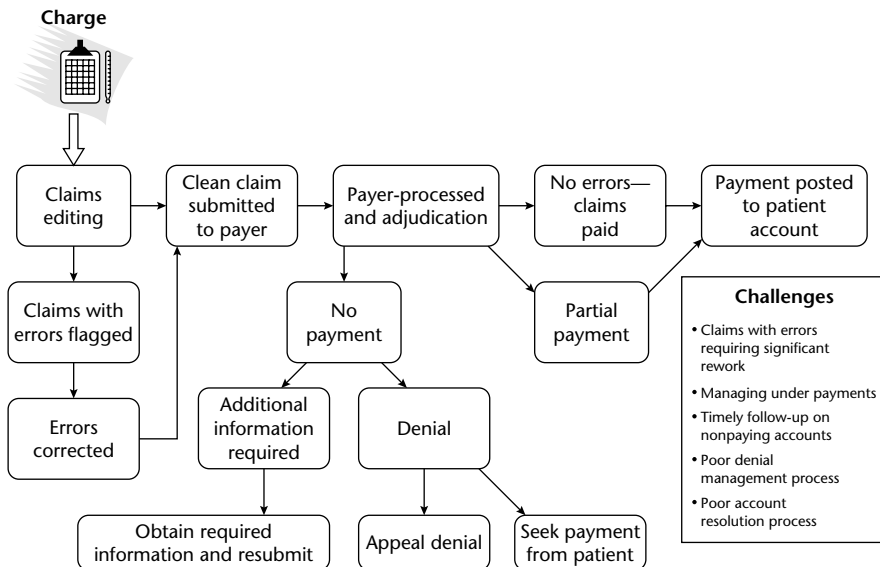 Charge
Claims
editing
Clean claim
submitted
to payer
Payer-processed
and adjudication
No errors—
claims
paid
Payment posted
to patient
account
Claims with
errors flagged
No
payment
Partial
payment
Errors
corrected
Additional
information
required
Denial
Obtain required
information and resubmit
Appeal denial
Seek payment
from patient
Challenges
• Claims with errors
requiring significant
rework
• Managing under payments
• Timely follow-up on
nonpaying accounts
• Poor denial
management process
• Poor account
resolution process